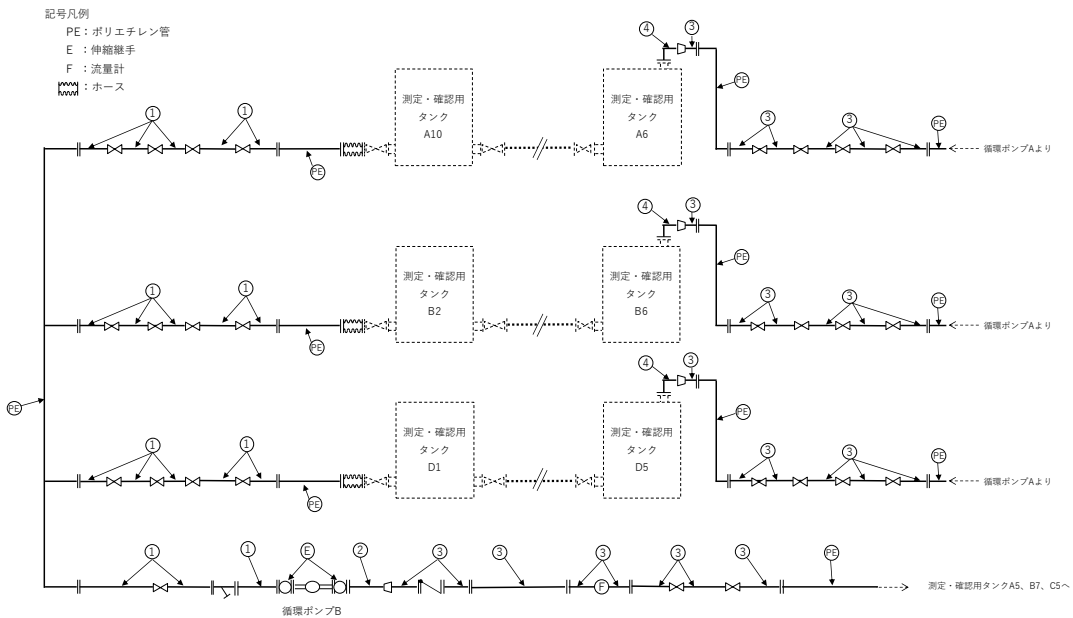 記号凡例
PE：ポリエチレン管
E ：伸縮継手
F ：流量計
：ホース
④ ③
PE
測定・確認用
タンク
A10
測定・確認用
タンク
A6
① ① ③ ③ PE
循環ポンプAより
PE
④ ③
PE
測定・確認用
タンク
B2
測定・確認用
タンク
B6
① ① ③ ③ PE
循環ポンプAより
PE
④ ③
PE
PE
測定・確認用
タンク
D1
測定・確認用
タンク
D5
① ① ③ ③ PE
循環ポンプAより
PE
① ① E ② ③ ③ ③ ③ ③ PE
F
測定・確認用タンクA5、B7、C5へ
循環ポンプB